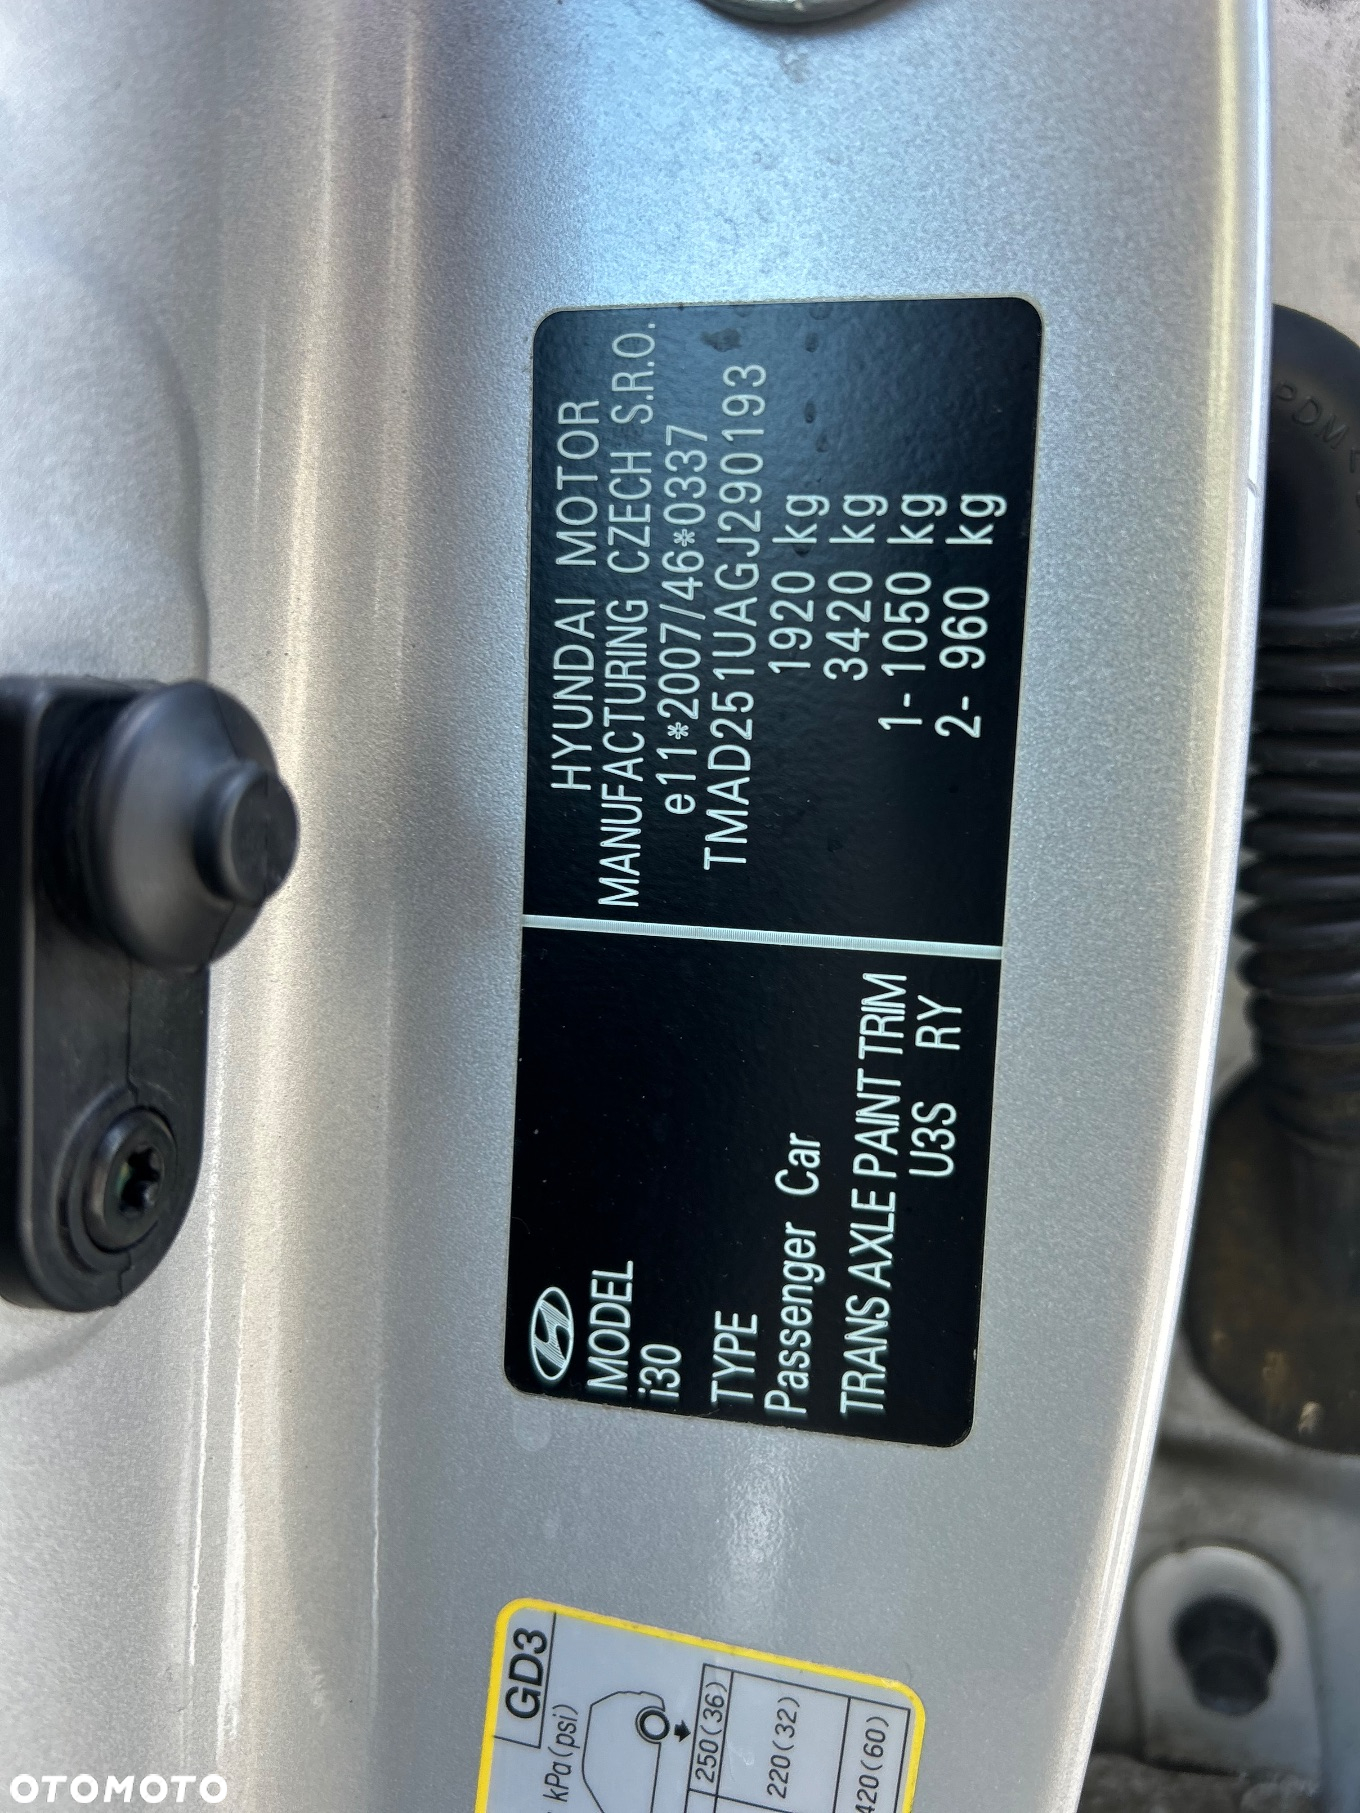 HYUNDAI MOTOR
MANUFACTURING CZECH S.R.O.
e11*2007/46*0337
TMAD251UAGJ290193
1920 kg
3420 kg
1- 1050 kg
2- 960 kg
MODEL
i30
TYPE
Passenger Car
TRANS AXLE PAINT TRIM
U3S RY
GD3
kPa(psi)
250(36)
220(32)
420(60)
OTOMOTO